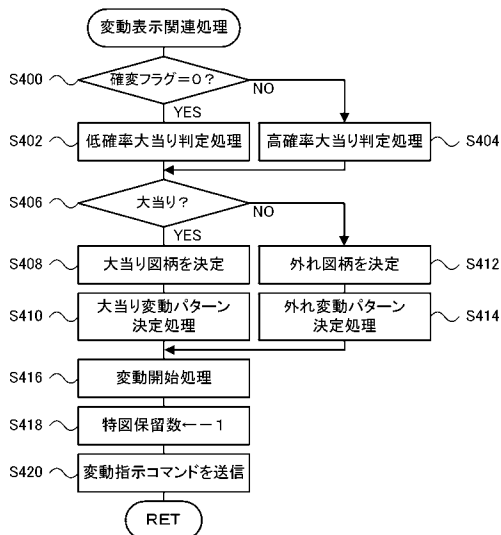 変動表示関連処理
S400
確変フラグ=0?
NO
YES
S402
低確率大当り判定処理
高確率大当り判定処理
S404
S406
大当り?
NO
YES
S408
大当り図柄を決定
外れ図柄を決定
S412
S410
大当り変動パターン
決定処理
外れ変動パターン
決定処理
S414
S416
変動開始処理
S418
特図保留数←−1
S420
変動指示コマンドを送信
RET